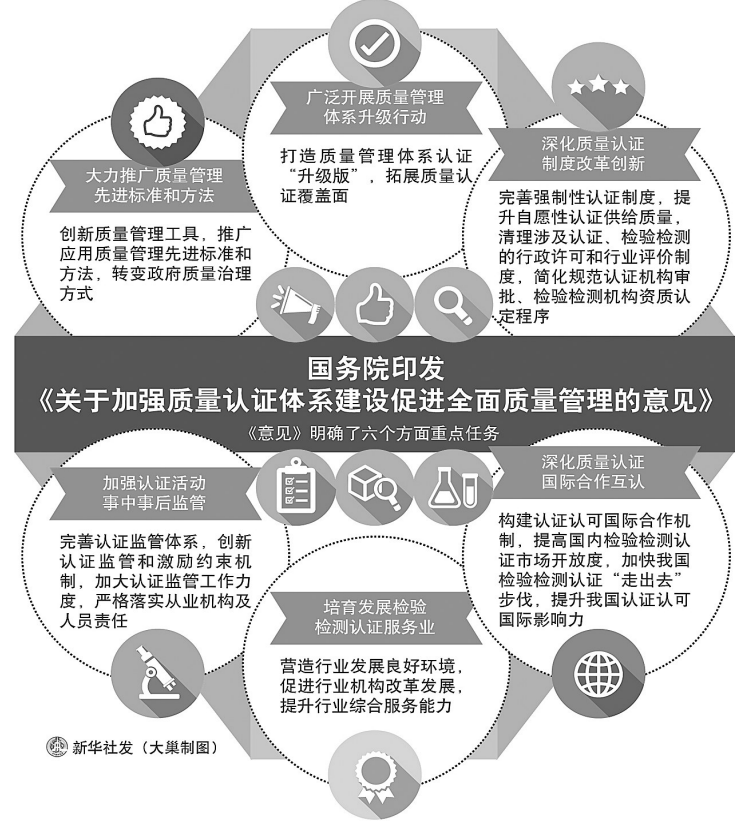 广泛开展质量管理
体系升级行动
打造质量管理体系认证
“升级版”，拓展质量认
证覆盖面
大力推广质量管理
先进标准和方法
创新质量管理工具，推广
应用质量管理先进标准和
方法，转变政府质量治理
方式
深化质量认证
制度改革创新
完善强制性认证制度，提
升自愿性认证供给质量，
清理涉及认证、检验检测
的行政许可和行业评价制
度，简化规范认证机构审
批、检验检测机构资质认
定程序
国务院印发
《关于加强质量认证体系建设促进全面质量管理的意见》
《意见》明确了六个方面重点任务
加强认证活动
事中事后监管
完善认证监管体系，创新
认证监管和激励约束机
制，加大认证监管工作力
度，严格落实从业机构及
人员责任
培育发展检验
检测认证服务业
营造行业发展良好环境，
促进行业机构改革发展，
提升行业综合服务能力
深化质量认证
国际合作互认
构建认证认可国际合作机
制，提高国内检验检测认
证市场开放度，加快我国
检验检测认证“走出去”
步伐，提升我国认证认可
国际影响力
新华社发（大巢制图）